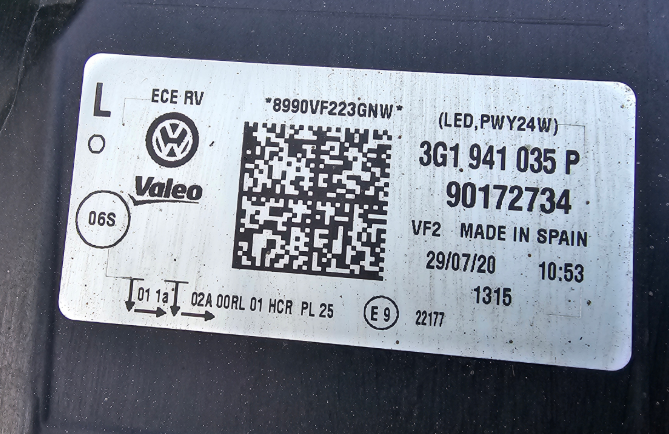 L
ECE RV
*8990VF223GNW*
(LED,PWY24W)
Valeo
3G1 941 035 P
90172734
06S
VF2 MADE IN SPAIN
29/07/20 10:53
1315
01 1a 02A 00RL 01 HCR PL 25
E 9
22177